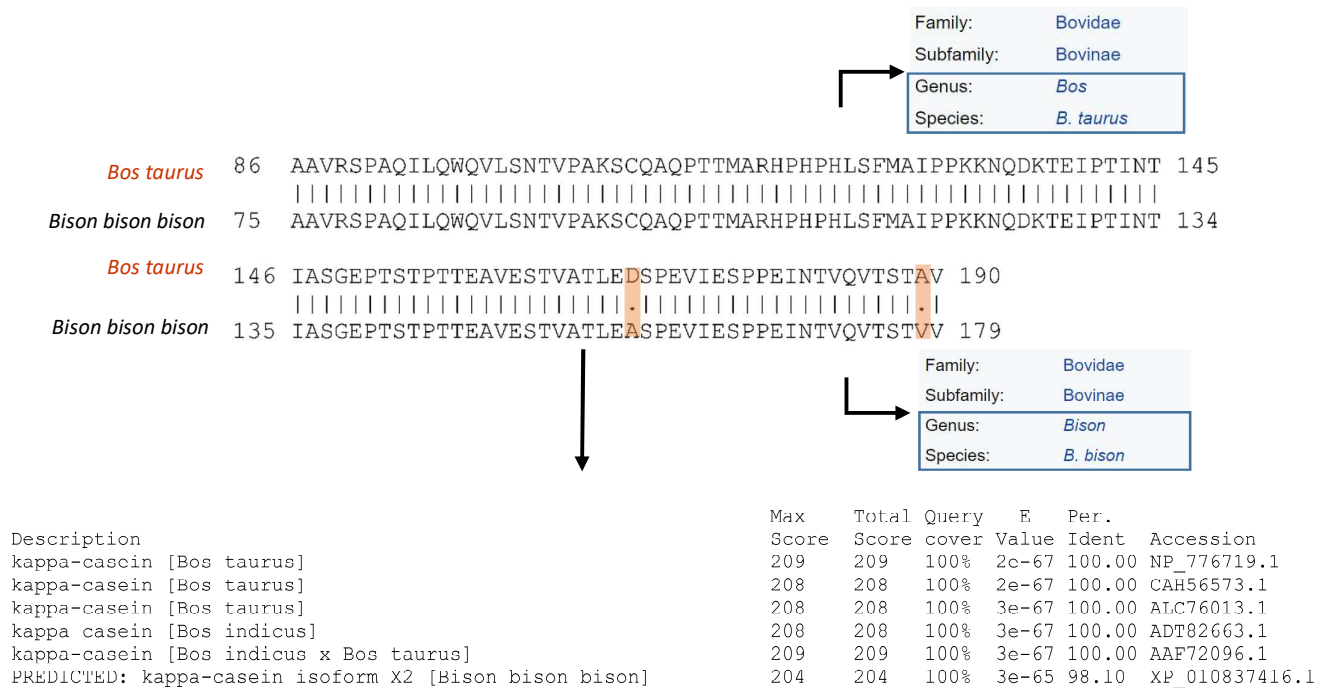 Family: Bovidae
Subfamily: Bovinae
Genus: Bos
Species: B. taurus
Bos taurus 86 AAVRSPAQILQWQVLSNTVPAKSCQAQPTTMARHPHPHLSFMAIPPKKNQDKTEIPTINT 145
Bison bison bison 75 AAVRSPAQILQWQVLSNTVPAKSCQAQPTTMARHPHPHLSFMAIPPKKNQDKTEIPTINT 134
Bos taurus 146 IASGEPTSTPTTEAVESTVATLEDSPEVIESPPEINTVQVTSTAV 190
Bison bison bison 135 IASGEPTSTPTTEAVESTVATLEASPEVIESPPEINTVQVTSTVV 179
Family: Bovidae
Subfamily: Bovinae
Genus: Bison
Species: B. bison
Max Total Query E Per.
Description Score Score cover Value Ident Accession
kappa-casein [Bos taurus] 209 209 100% 2e-67 100.00 NP_776719.1
kappa-casein [Bos taurus] 208 208 100% 2e-67 100.00 CAH56573.1
kappa-casein [Bos taurus] 208 208 100% 3e-67 100.00 ALC76013.1
kappa casein [Bos indicus] 208 208 100% 3e-67 100.00 ADT82663.1
kappa-casein [Bos indicus x Bos taurus] 209 209 100% 3e-67 100.00 AAF72096.1
PREDICTED: kappa-casein isoform X2 [Bison bison bison] 204 204 100% 3e-65 98.10 XP_010837416.1